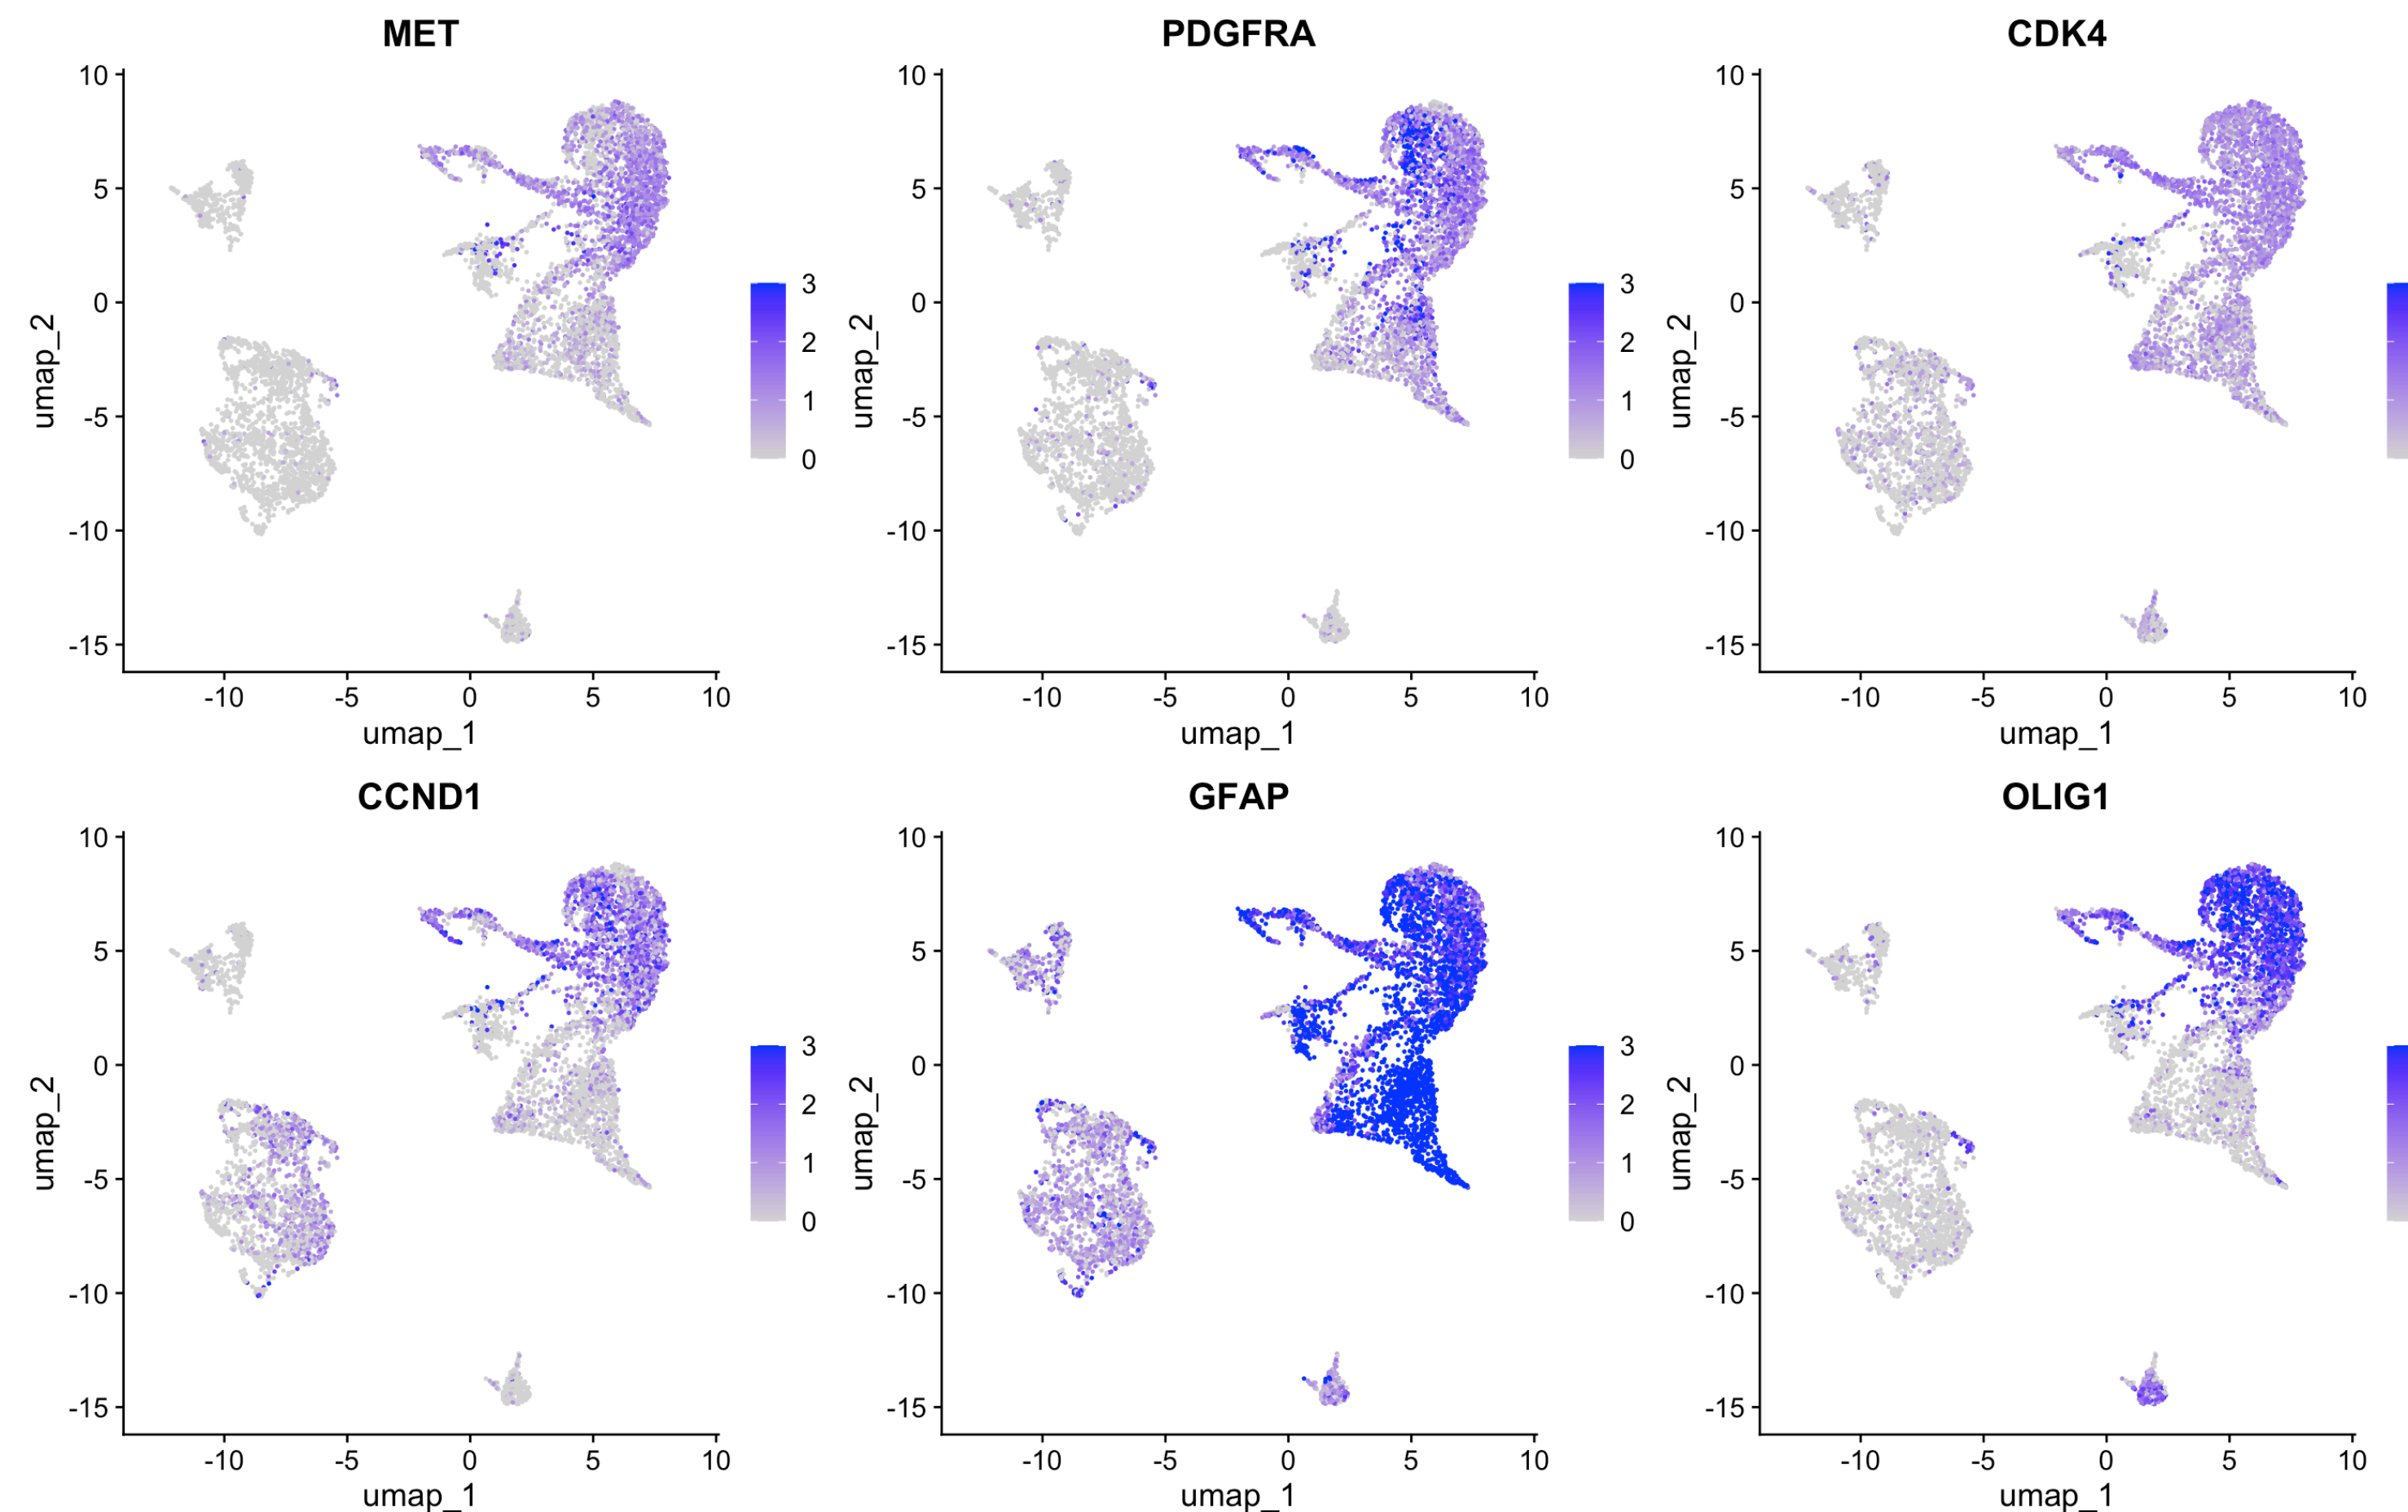 MET PDGFRA CDK4
10 10 10
5 5 5
0 3 0 3 0
2 2
umap_2 umap_2 umap_2
-5 1 -5 1 -5
0 0
-10 -10 -10
-15 -15 -15
-10 -5 0 5 10 -10 -5 0 5 10 -10 -5 0 5 10
umap_1 umap_1 umap_1
CCND1 GFAP OLIG1
10 10 10
5 5 5
0 3 0 3 0
2 2
umap_2 umap_2 umap_2
-5 1 -5 1 -5
0 0
-10 -10 -10
-15 -15 -15
-10 -5 0 5 10 -10 -5 0 5 10 -10 -5 0 5 10
umap_1 umap_1 umap_1